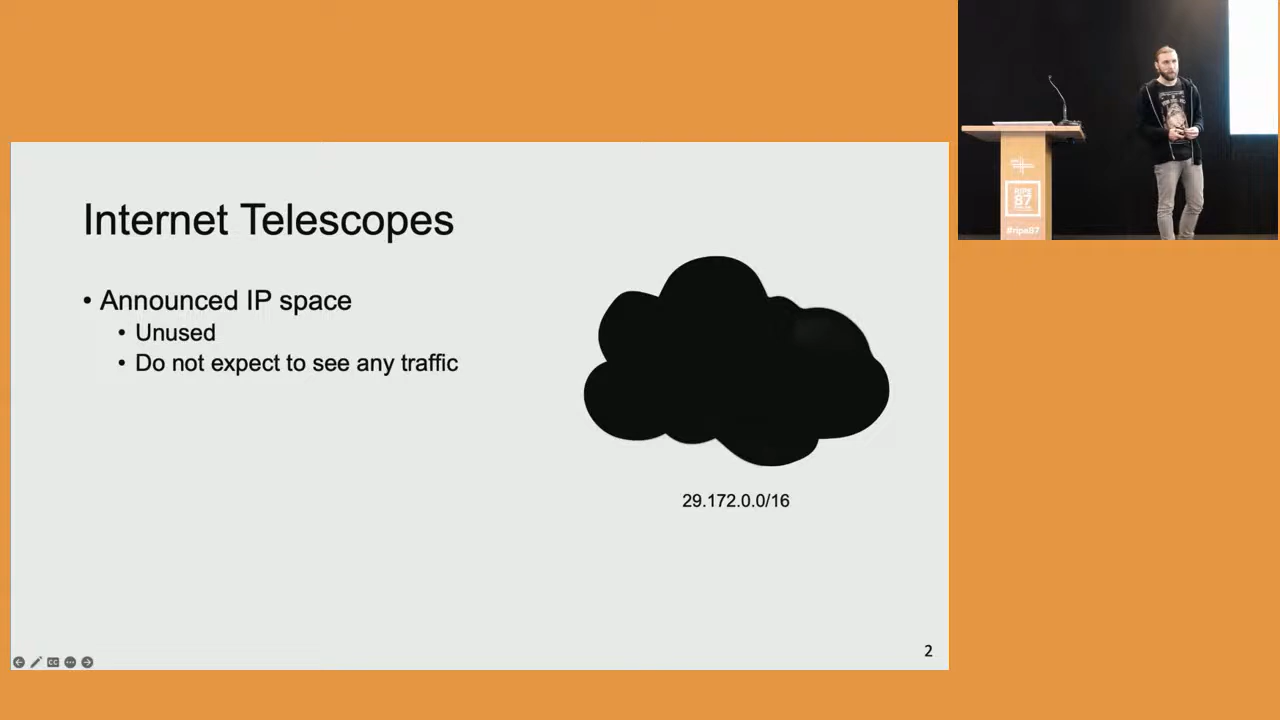 Internet Telescopes
• Announced IP space
• Unused
• Do not expect to see any traffic
29.172.0.0/16
2
CC
RIPE
87
#ripe87